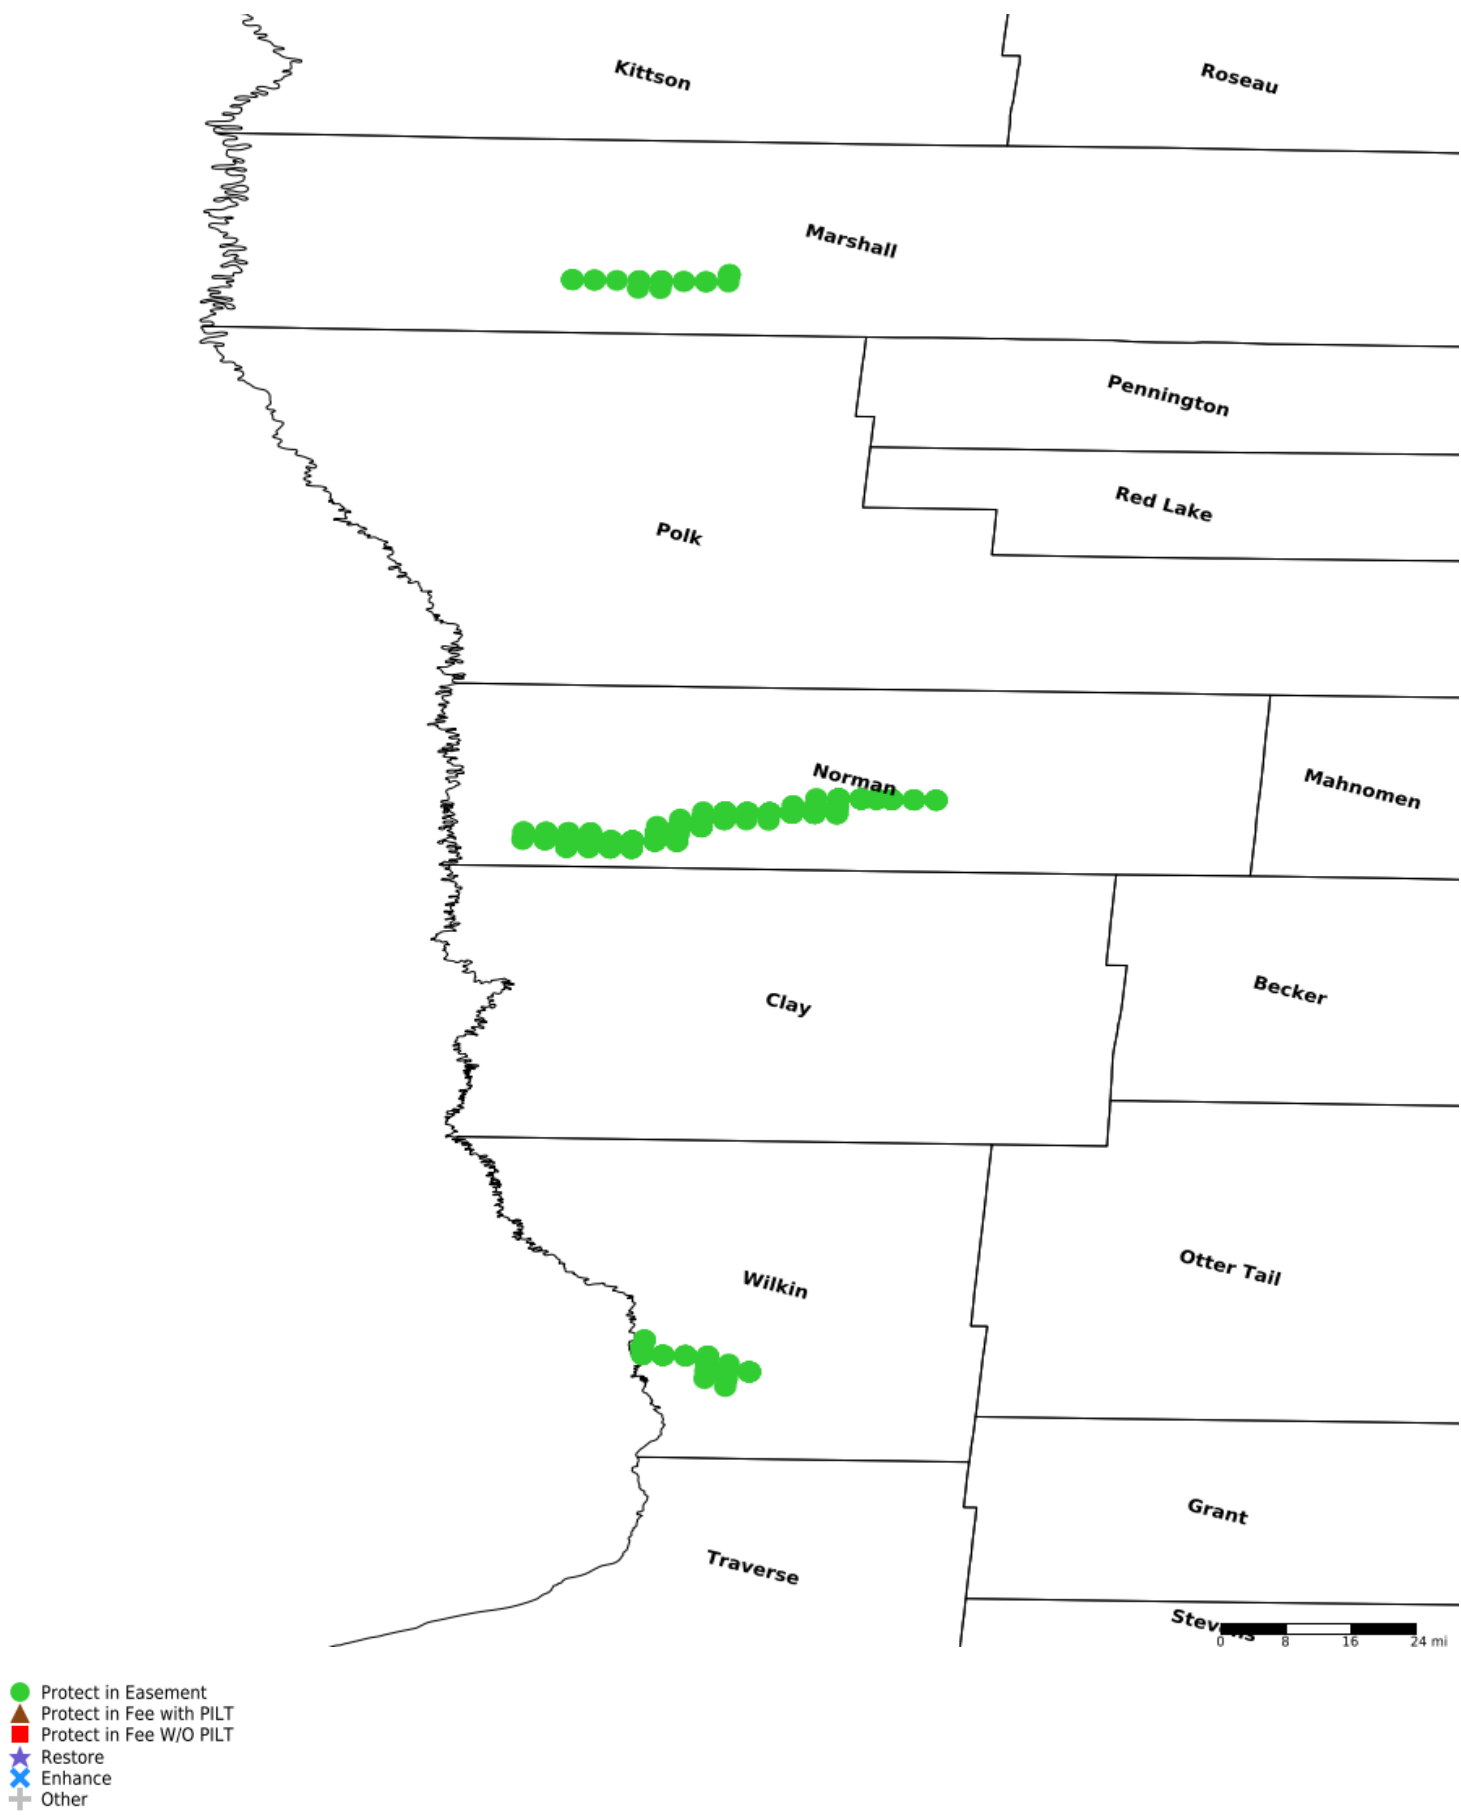 Kittson
Roseau
Marshall
Pennington
Red Lake
Polk
Norman
Mahnomen
Becker
Clay
Otter Tail
Wilkin
Grant
Traverse
0 8 16 24 mi
Protect in Easement
Protect in Fee with PILT
Protect in Fee W/O PILT
Restore
Enhance
Other